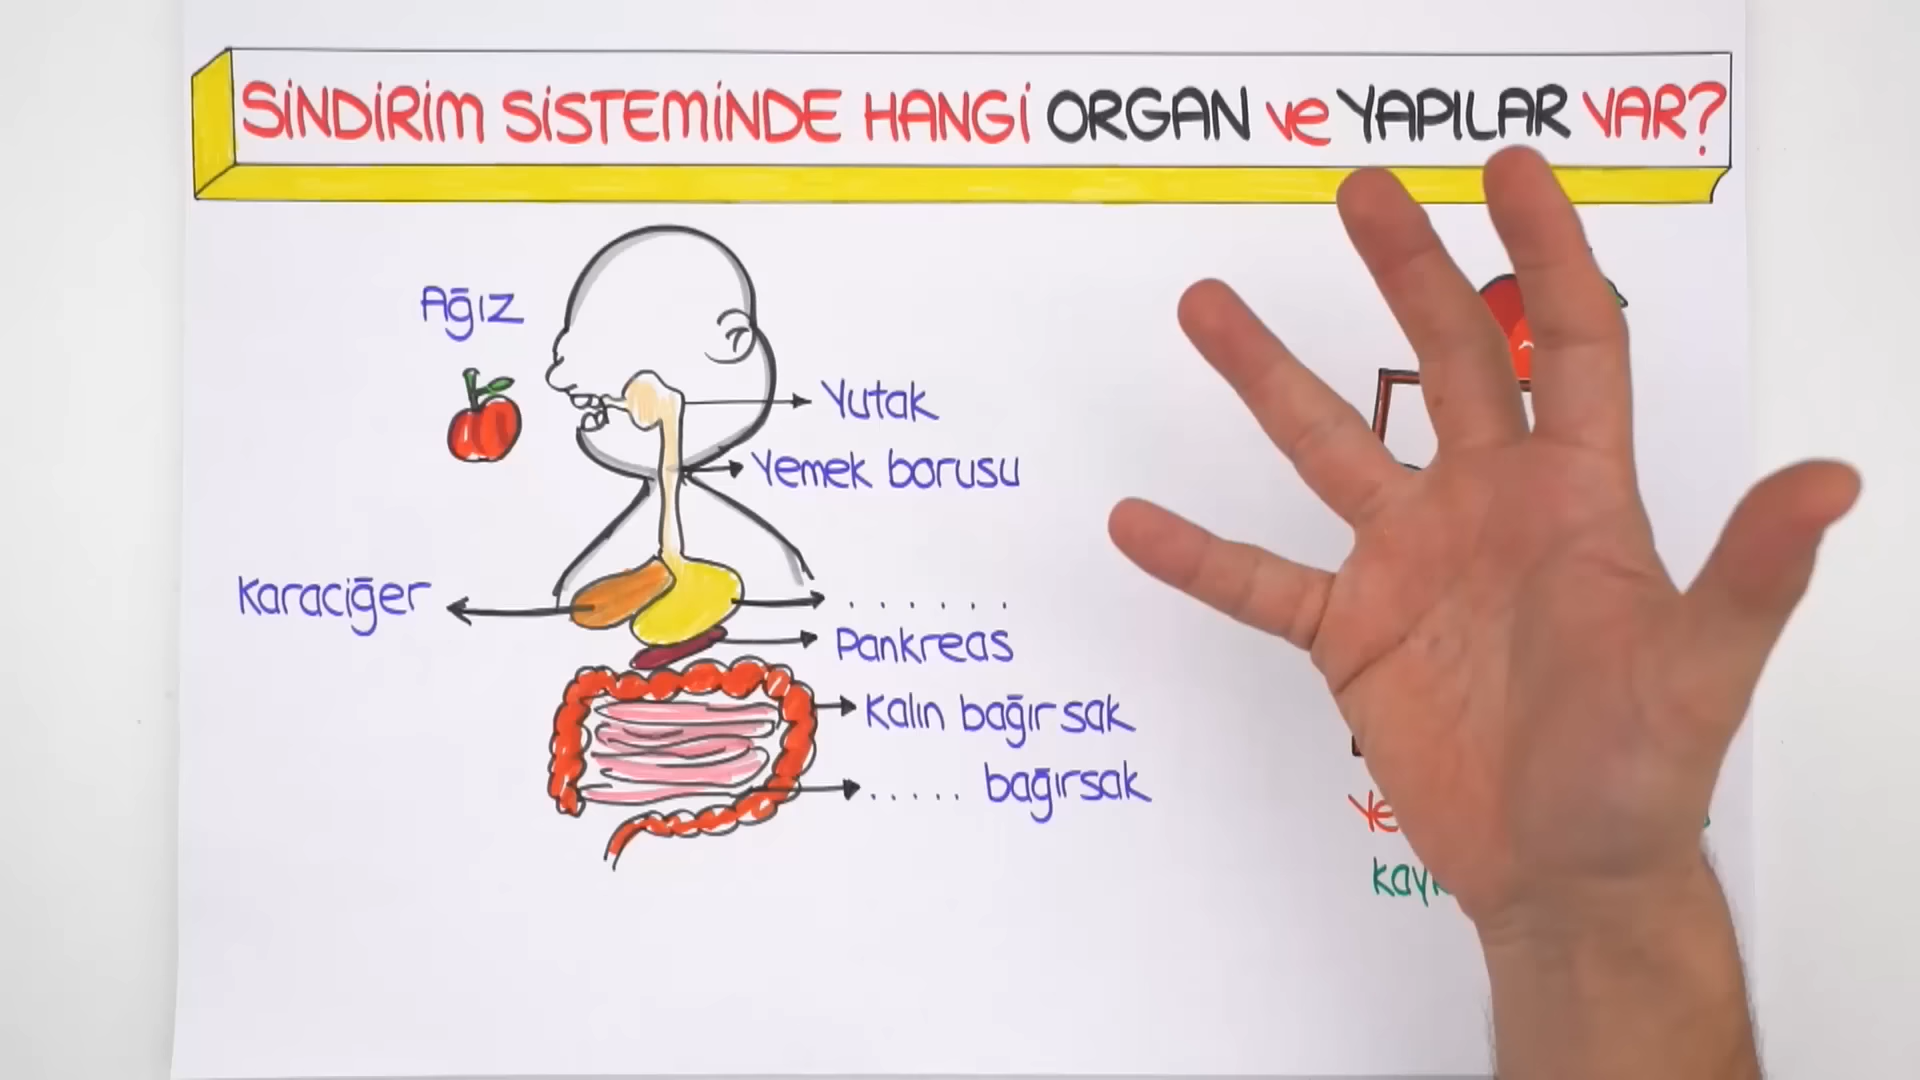 SİNDİRİM SİSTEMİNDE HANGİ ORGAN ve YAPILAR VAR?
Ağız
Yutak
Yemek borusu
Karaciğer
. . . . . .
Pankreas
Kalın bağırsak
. . . . . bağırsak